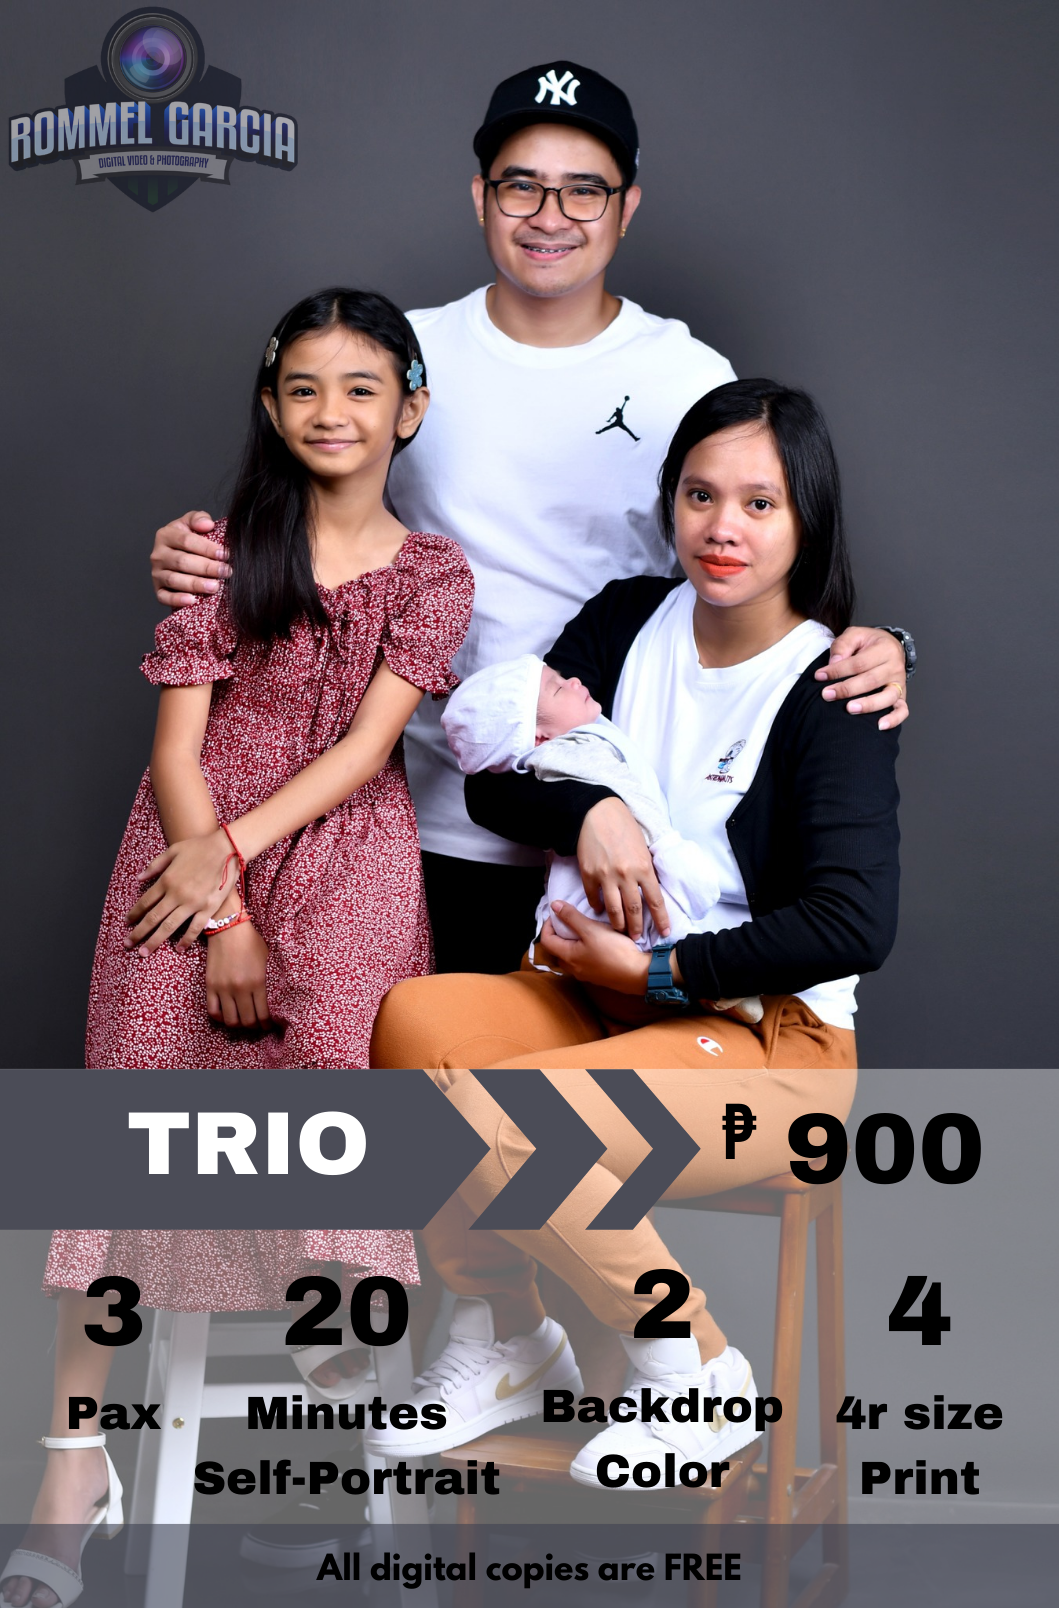 ROMMEL GARCIA
DIGITAL VIDEO & PHOTOGRAPHY
NY
TRIO
₱ 900
3
Pax
20
Minutes
Self-Portrait
2
Backdrop
Color
4
4r size
Print
All digital copies are FREE